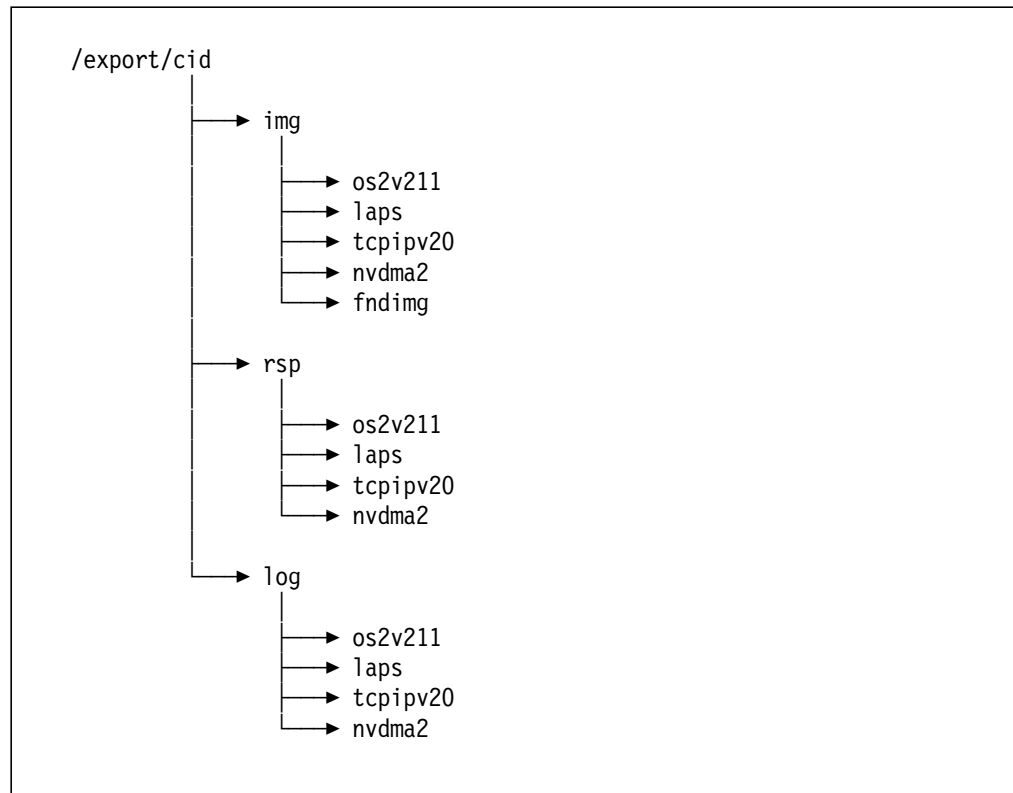 /export/cid
img
os2v211
laps
tcpipv20
nvdma2
fndimg
rsp
os2v211
laps
tcpipv20
nvdma2
log
os2v211
laps
tcpipv20
nvdma2